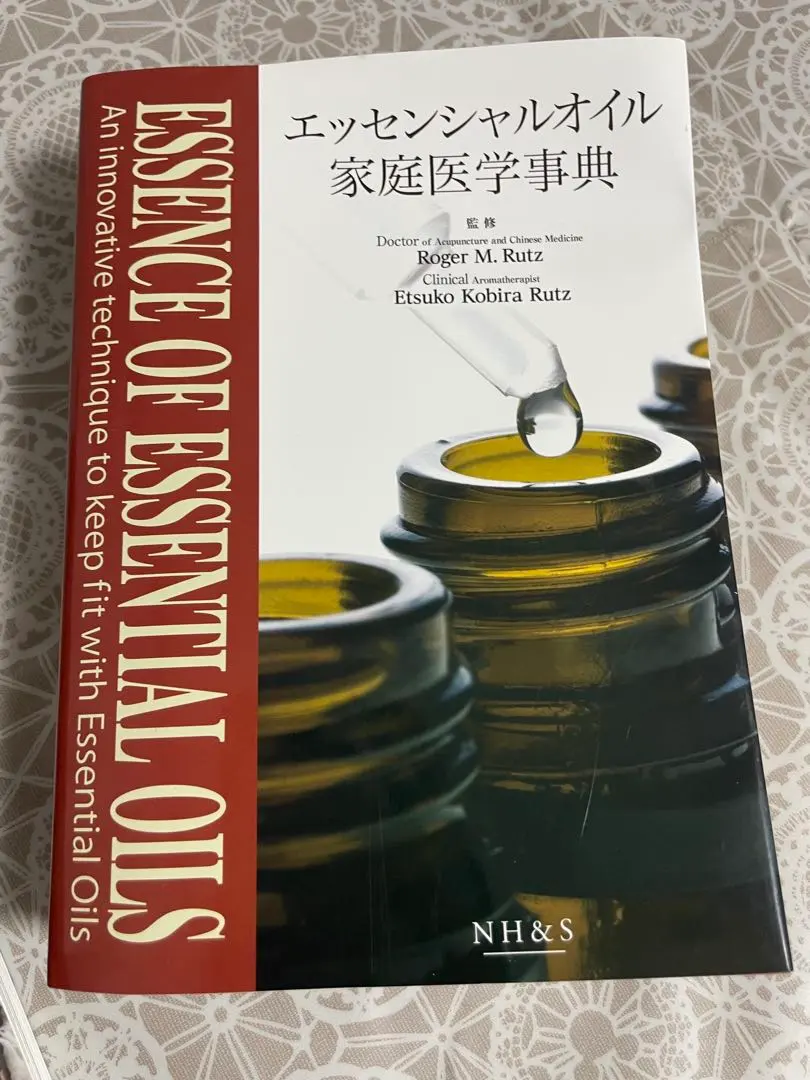 エッセンシャルオイル
家庭医学事典
監修
Doctor of Acupuncture and Chinese Medicine
Roger M. Rutz
Clinical Aromatherapist
Etsuko Kobira Rutz
ESSENCE OF ESSENTIAL OILS
An innovative technique to keep fit with Essential Oils
NH&S